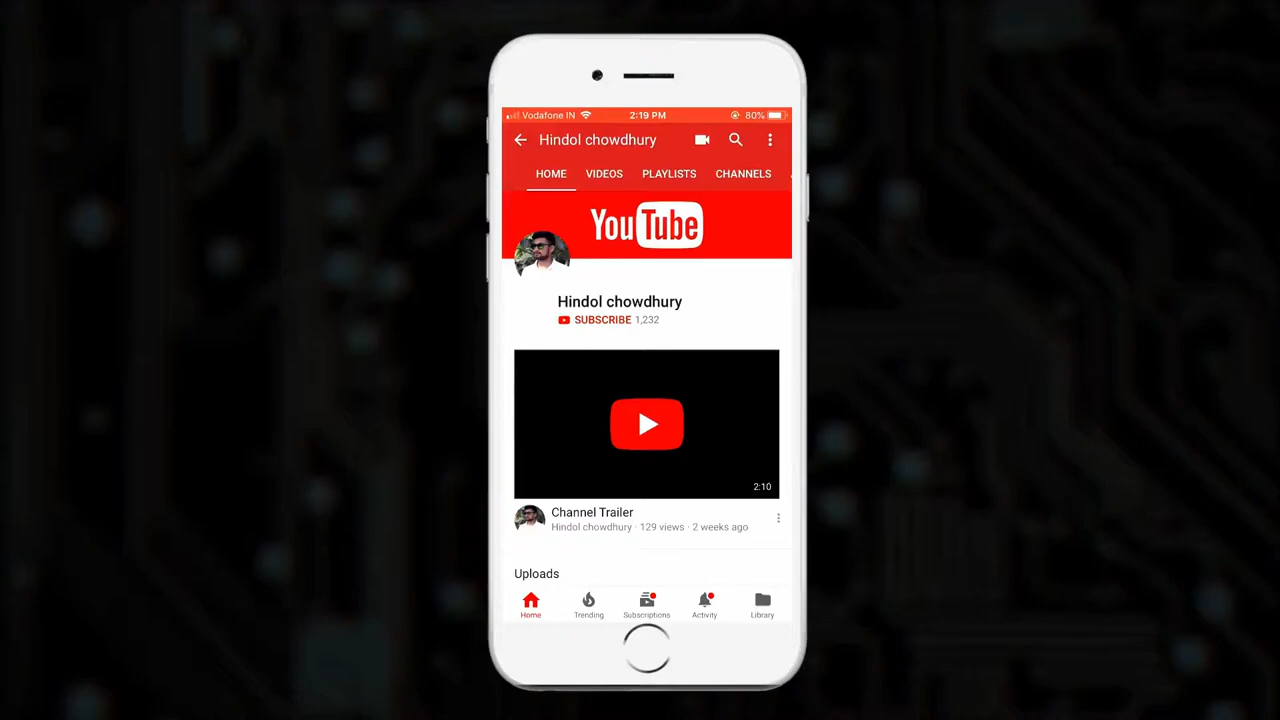 Vodafone IN 2:19 PM 80%
Hindol chowdhury
HOME VIDEOS PLAYLISTS CHANNELS
YouTube
Hindol chowdhury
SUBSCRIBE 1,232
2:10
Channel Trailer
Hindol chowdhury · 129 views · 2 weeks ago
Uploads
Home Trending Subscriptions Activity Library